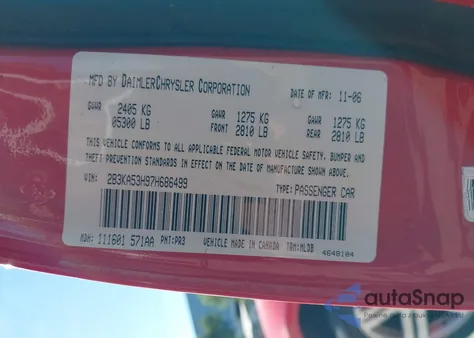 MFD BY DAIMLERCHRYSLER CORPORATION DATE OF MFR: 11-06
GAWR 2405 KG GAWR 1275 KG GAWR 1275 KG
05300 LB FRONT 2810 LB REAR 2810 LB
THIS VEHICLE CONFORMS TO ALL APPLICABLE FEDERAL MOTOR VEHICLE SAFETY, BUMPER AND
THEFT PREVENTION STANDARDS IN EFFECT ON THE DATE OF MANUFACTURE SHOWN ABOVE.
VIN: 2B3KA53H97H686499 TYPE: PASSENGER CAR
MDH: 111601 571AA PNT: PR3 VEHICLE MADE IN CANADA TRM: MLDB
4648104
autoSnap